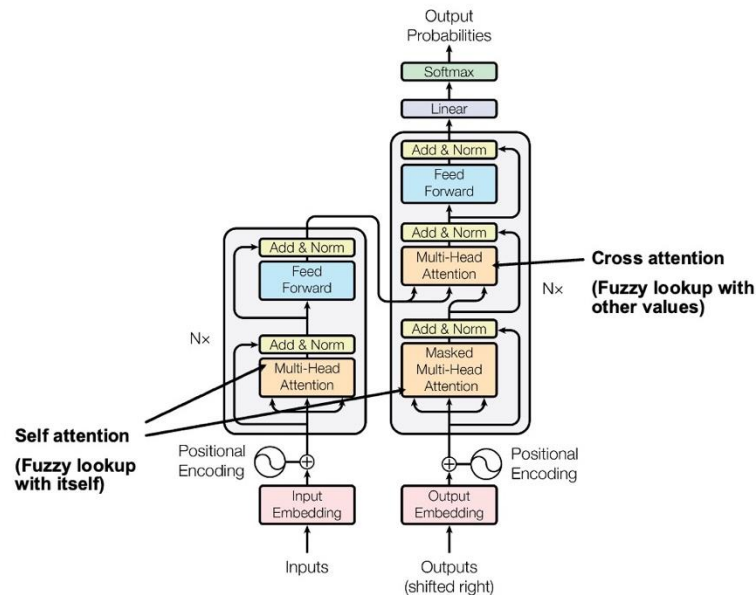 Output
Probabilities
Softmax
Linear
Add & Norm
Feed
Forward
Add & Norm
Multi-Head
Attention
Cross attention
(Fuzzy lookup with
other values)
N×
Add & Norm
Masked
Multi-Head
Attention
Add & Norm
Feed
Forward
N×
Add & Norm
Multi-Head
Attention
Self attention
(Fuzzy lookup
with itself)
Positional
Encoding
Positional
Encoding
Input
Embedding
Output
Embedding
Inputs
Outputs
(shifted right)